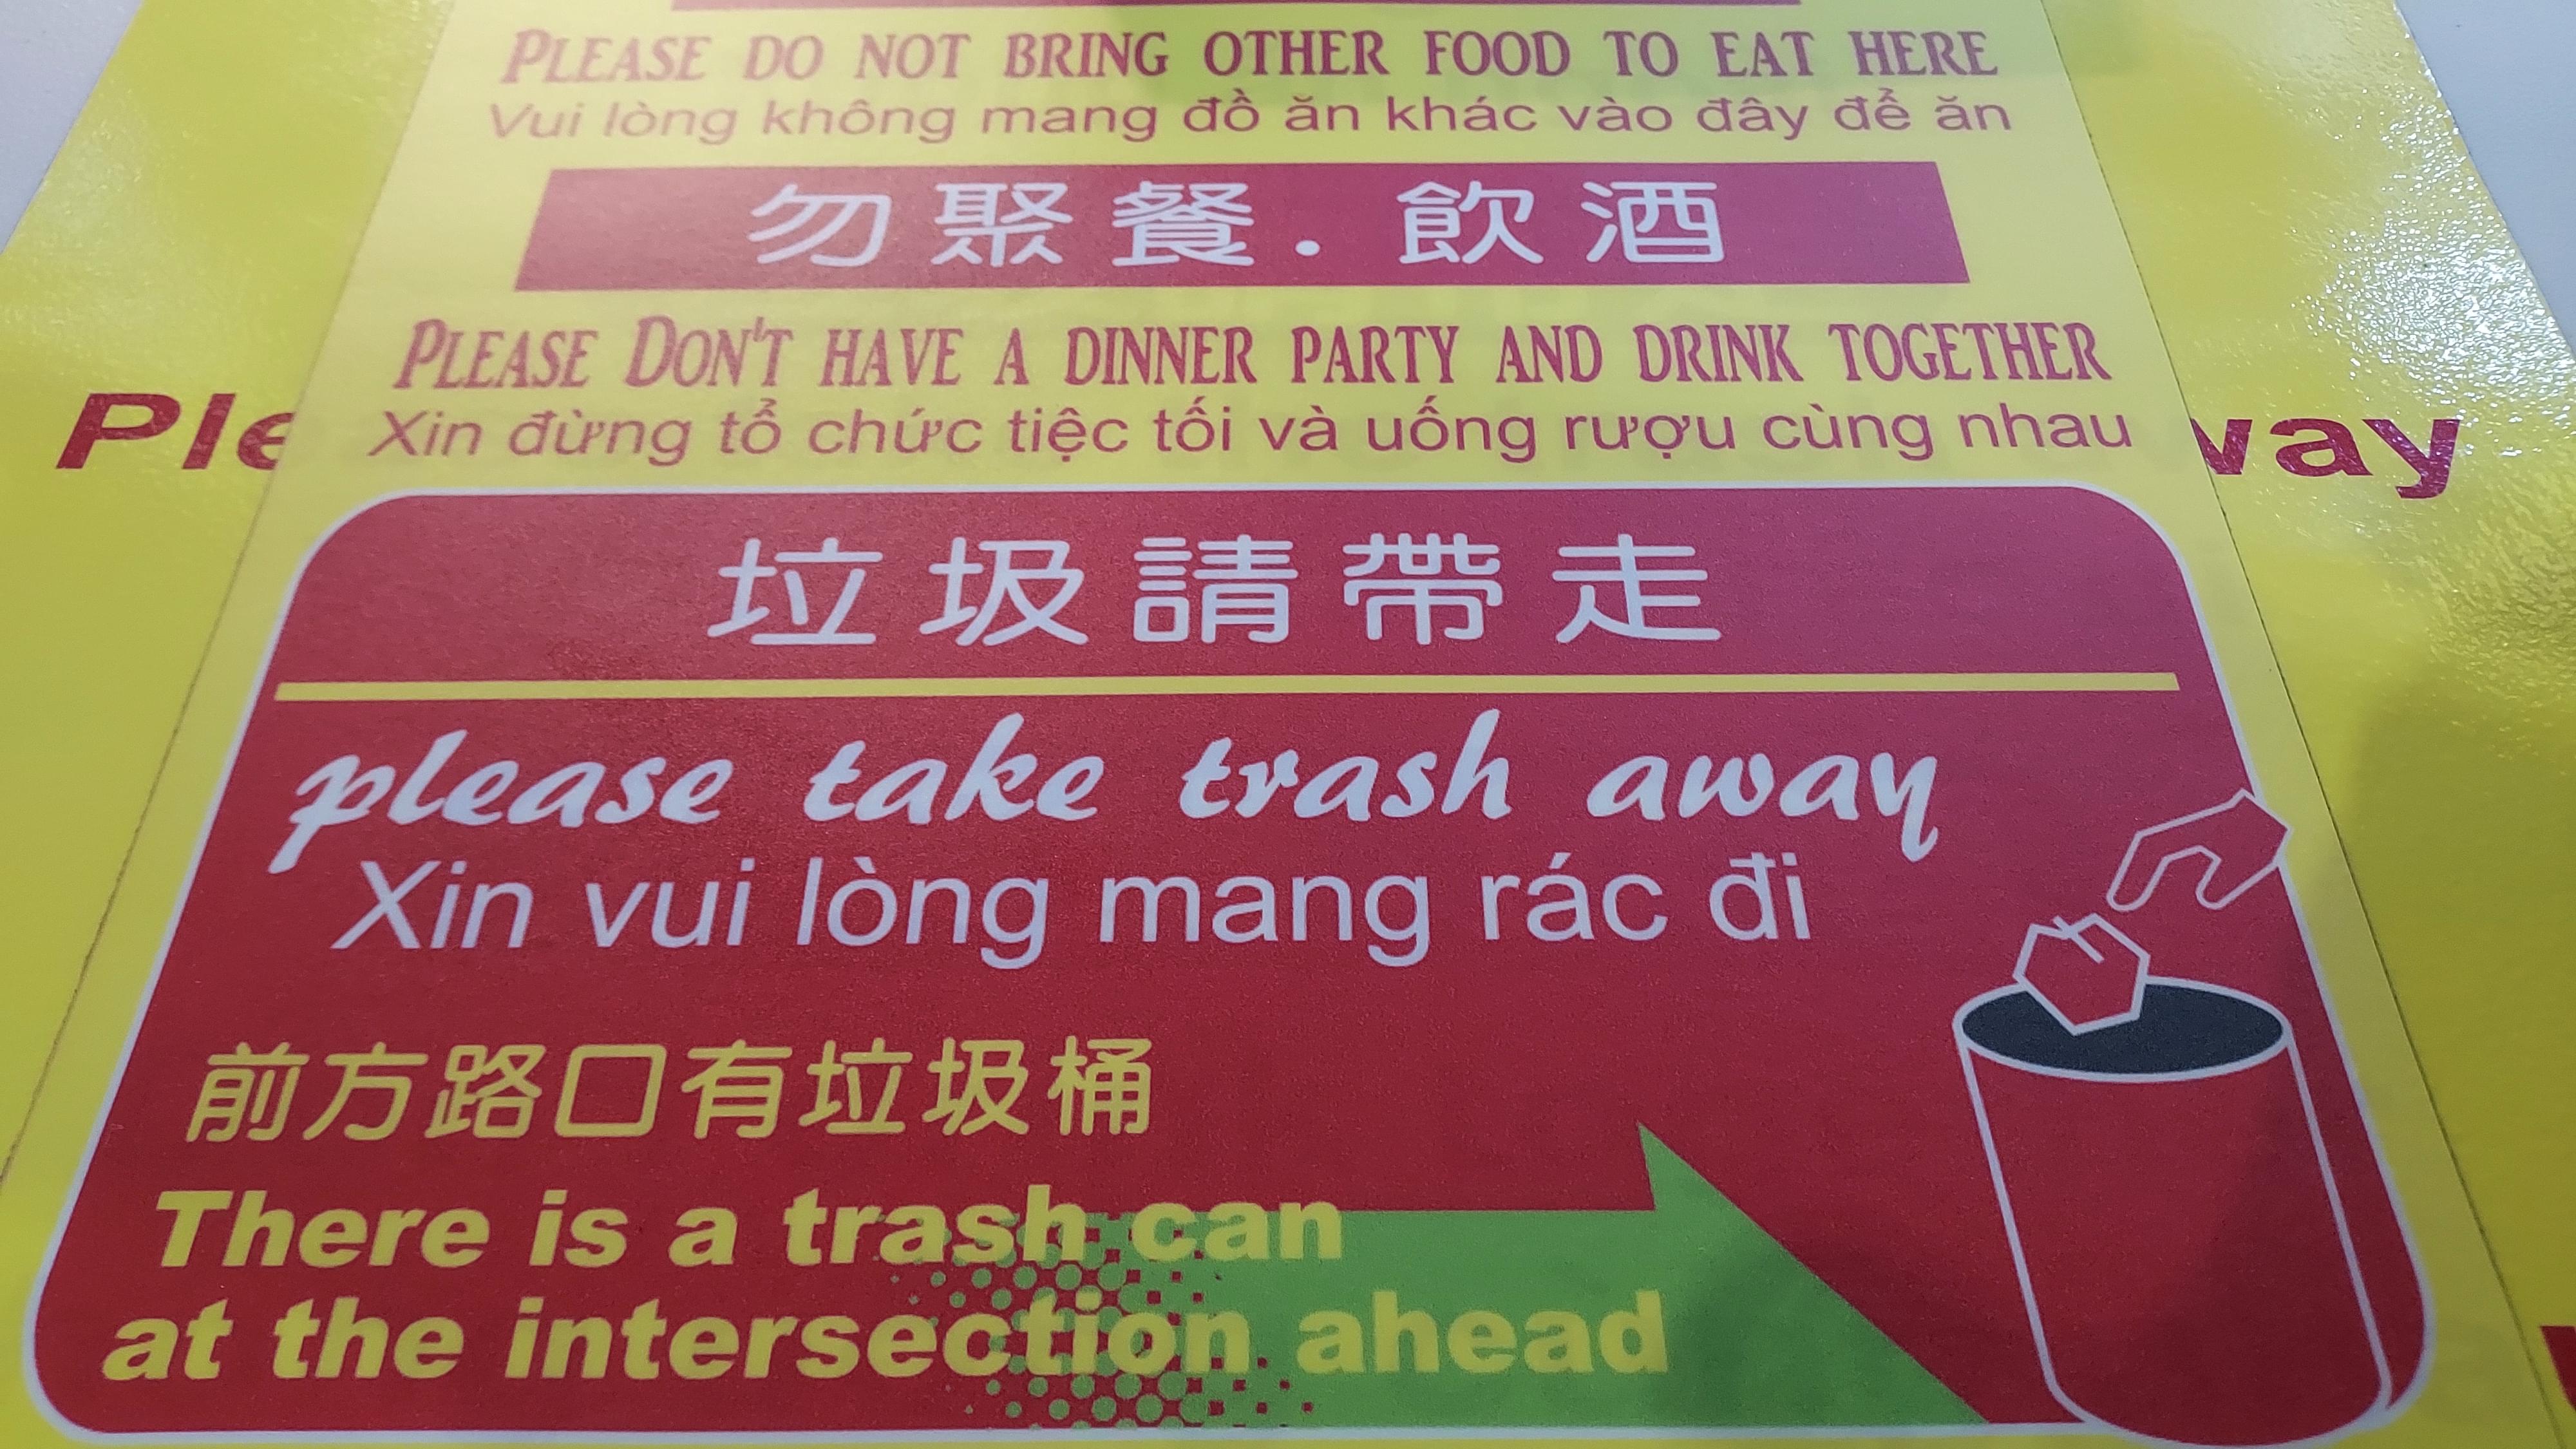 PLEASE DO NOT BRING OTHER FOOD TO EAT HERE
Vui lòng không mang đồ ăn khác vào đây để ăn
勿聚餐.飲酒
PLEASE DON'T HAVE A DINNER PARTY AND DRINK TOGETHER
Xin đừng tổ chức tiệc tối và uống rượu cùng nhau
垃圾請帶走
please take trash away
Xin vui lòng mang rác đi
前方路口有垃圾桶
There is a trash can
at the intersection ahead